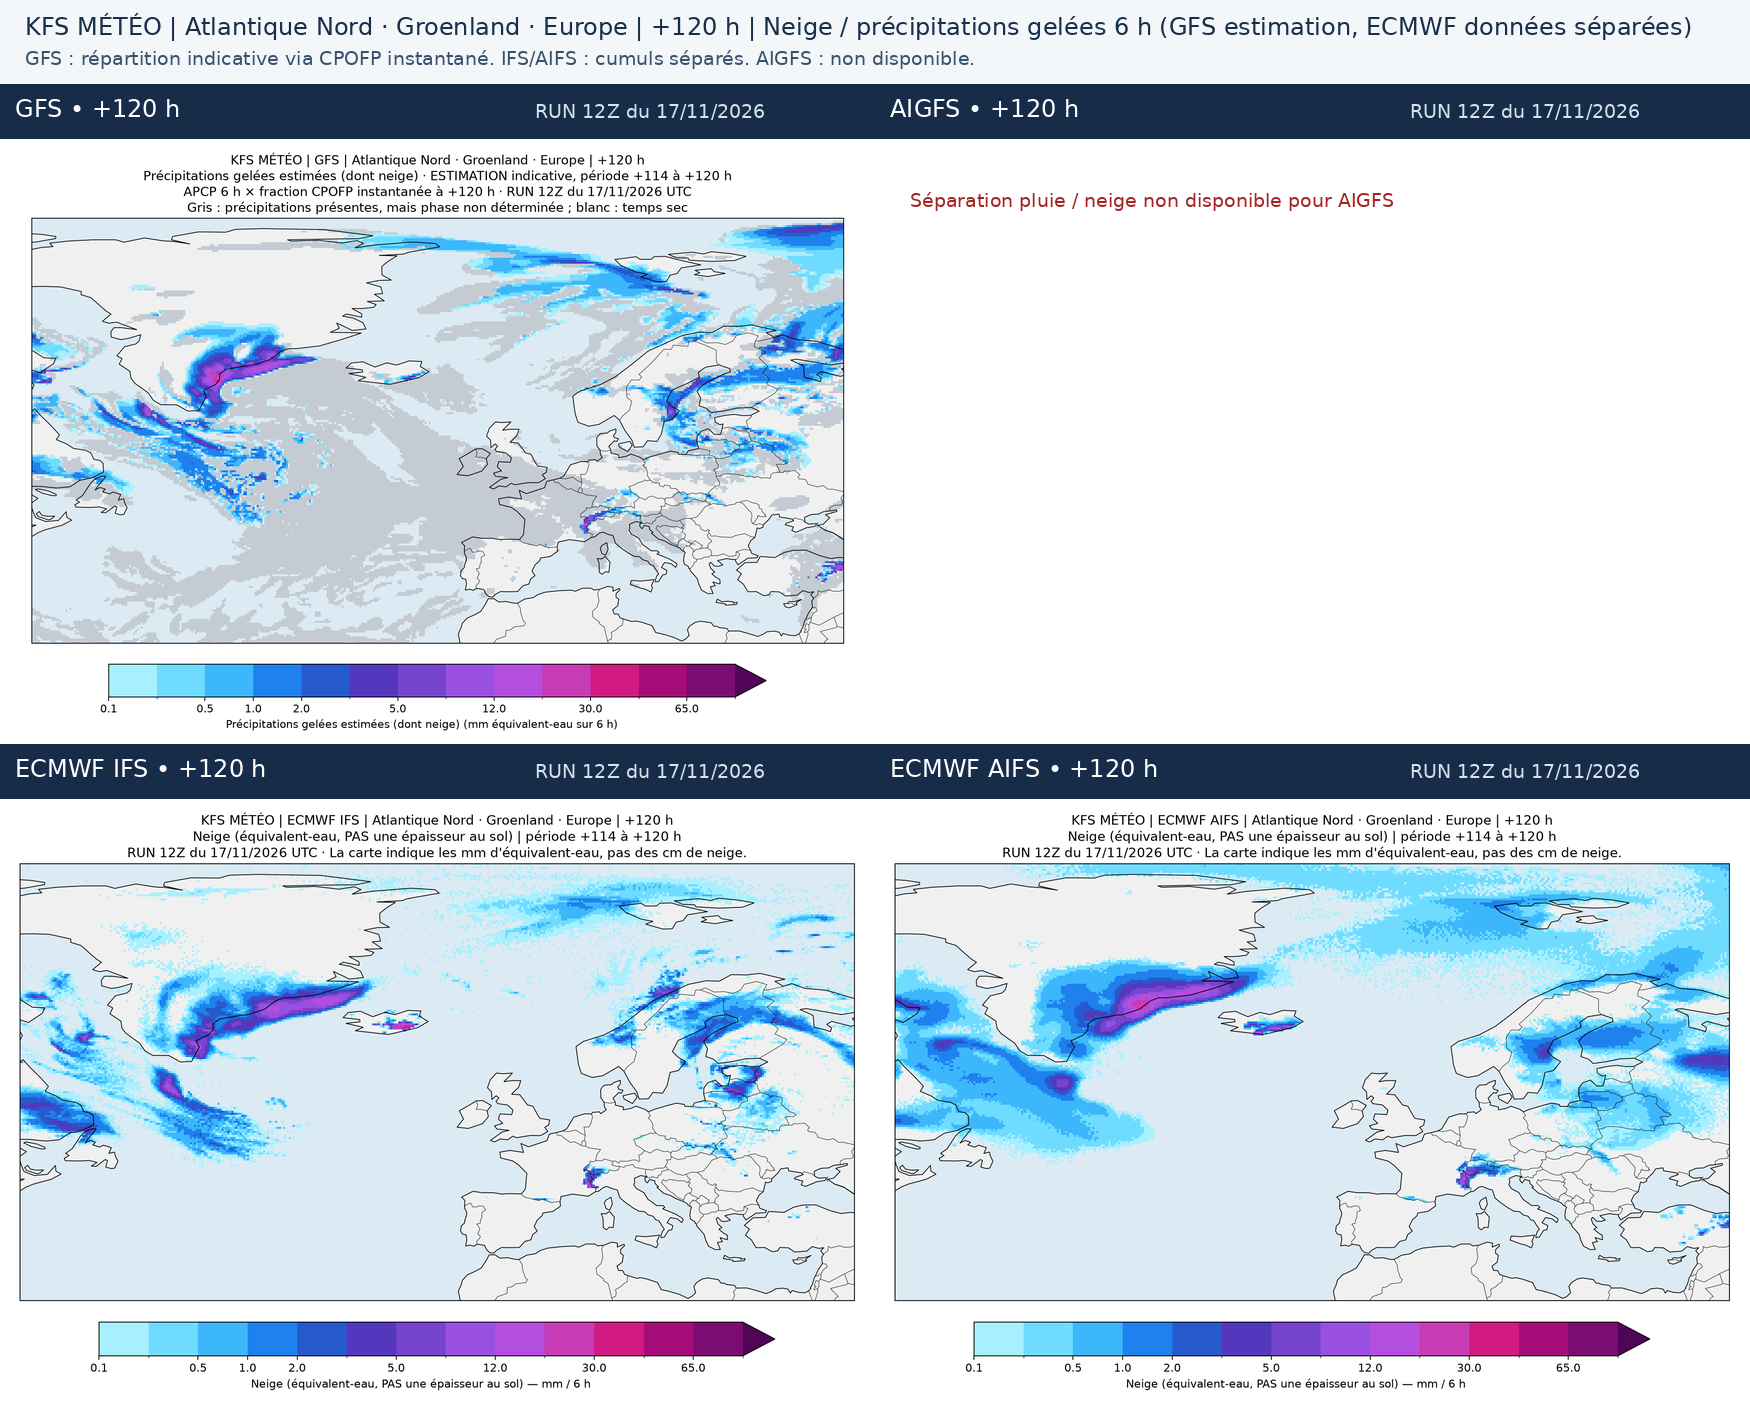 KFS MÉTÉO | Atlantique Nord · Groenland · Europe | +120 h | Neige / précipitations gelées 6 h (GFS estimation, ECMWF données séparées)
GFS : répartition indicative via CPOFP instantané. IFS/AIFS : cumuls séparés. AIGFS : non disponible.
GFS • +120 h
RUN 12Z du 17/11/2026
AIGFS • +120 h
RUN 12Z du 17/11/2026
KFS MÉTÉO | GFS | Atlantique Nord · Groenland · Europe | +120 h
Précipitations gelées estimées (dont neige) · ESTIMATION indicative, période +114 à +120 h
APCP 6 h × fraction CPOFP instantanée à +120 h · RUN 12Z du 17/11/2026 UTC
Gris : précipitations présentes, mais phase non déterminée ; blanc : temps sec
Séparation pluie / neige non disponible pour AIGFS
0.1 0.5 1.0 2.0 5.0 12.0 30.0 65.0
Précipitations gelées estimées (dont neige) (mm équivalent-eau sur 6 h)
ECMWF IFS • +120 h
RUN 12Z du 17/11/2026
ECMWF AIFS • +120 h
RUN 12Z du 17/11/2026
KFS MÉTÉO | ECMWF IFS | Atlantique Nord · Groenland · Europe | +120 h
Neige (équivalent-eau, PAS une épaisseur au sol) | période +114 à +120 h
RUN 12Z du 17/11/2026 UTC · La carte indique les mm d'équivalent-eau, pas des cm de neige.
KFS MÉTÉO | ECMWF AIFS | Atlantique Nord · Groenland · Europe | +120 h
Neige (équivalent-eau, PAS une épaisseur au sol) | période +114 à +120 h
RUN 12Z du 17/11/2026 UTC · La carte indique les mm d'équivalent-eau, pas des cm de neige.
0.1 0.5 1.0 2.0 5.0 12.0 30.0 65.0
Neige (équivalent-eau, PAS une épaisseur au sol) — mm / 6 h
0.1 0.5 1.0 2.0 5.0 12.0 30.0 65.0
Neige (équivalent-eau, PAS une épaisseur au sol) — mm / 6 h